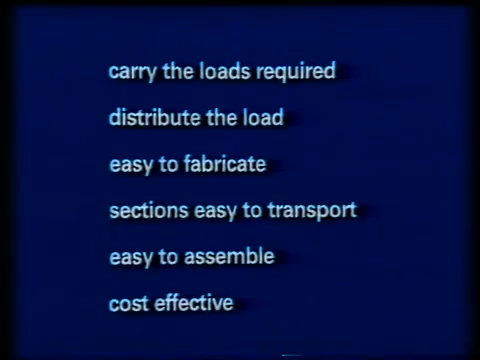 carry the loads required
distribute the load
easy to fabricate
sections easy to transport
easy to assemble
cost effective